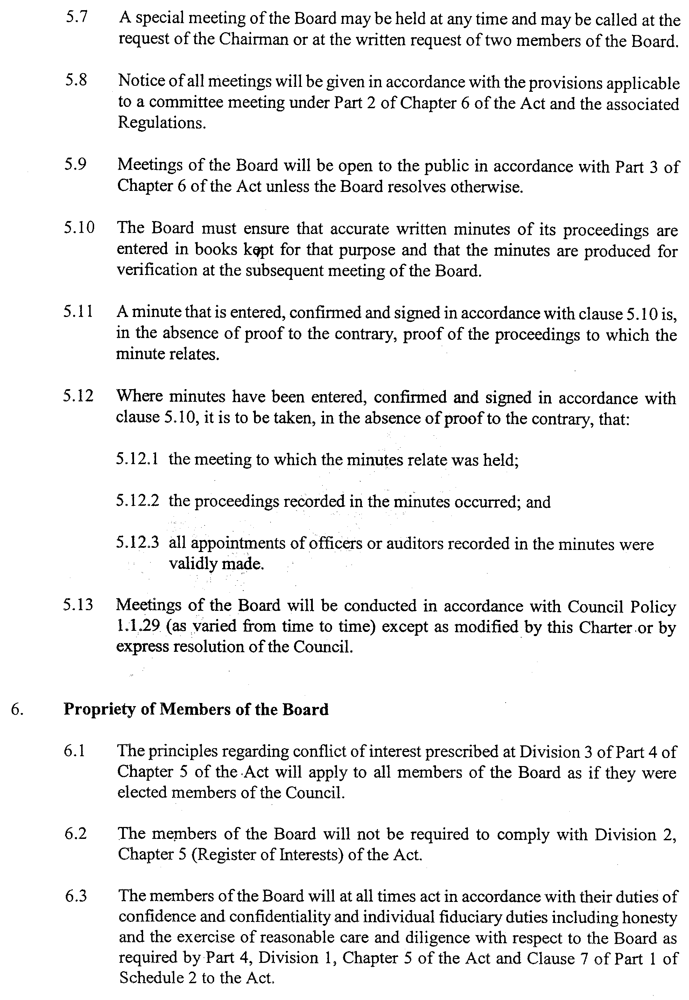 5.7 A special meeting of the Board may be held at any time and may be called at the
request of the Chairman or at the written request of two members of the Board.
5.8 Notice of all meetings will be given in accordance with the provisions applicable
to a committee meeting under Part 2 of Chapter 6 of the Act and the associated
Regulations.
5.9 Meetings of the Board will be open to the public in accordance with Part 3 of
Chapter 6 of the Act unless the Board resolves otherwise.
5.10 The Board must ensure that accurate written minutes of its proceedings are
entered in books kept for that purpose and that the minutes are produced for
verification at the subsequent meeting of the Board.
5.11 A minute that is entered, confirmed and signed in accordance with clause 5.10 is,
in the absence of proof to the contrary, proof of the proceedings to which the
minute relates.
5.12 Where minutes have been entered, confirmed and signed in accordance with
clause 5.10, it is to be taken, in the absence of proof to the contrary, that:
5.12.1 the meeting to which the minutes relate was held;
5.12.2 the proceedings recorded in the minutes occurred; and
5.12.3 all appointments of officers or auditors recorded in the minutes were
validly made.
5.13 Meetings of the Board will be conducted in accordance with Council Policy
1.1.29 (as varied from time to time) except as modified by this Charter or by
express resolution of the Council.
6. Propriety of Members of the Board
6.1 The principles regarding conflict of interest prescribed at Division 3 of Part 4 of
Chapter 5 of the Act will apply to all members of the Board as if they were
elected members of the Council.
6.2 The members of the Board will not be required to comply with Division 2,
Chapter 5 (Register of Interests) of the Act.
6.3 The members of the Board will at all times act in accordance with their duties of
confidence and confidentiality and individual fiduciary duties including honesty
and the exercise of reasonable care and diligence with respect to the Board as
required by Part 4, Division 1, Chapter 5 of the Act and Clause 7 of Part 1 of
Schedule 2 to the Act.